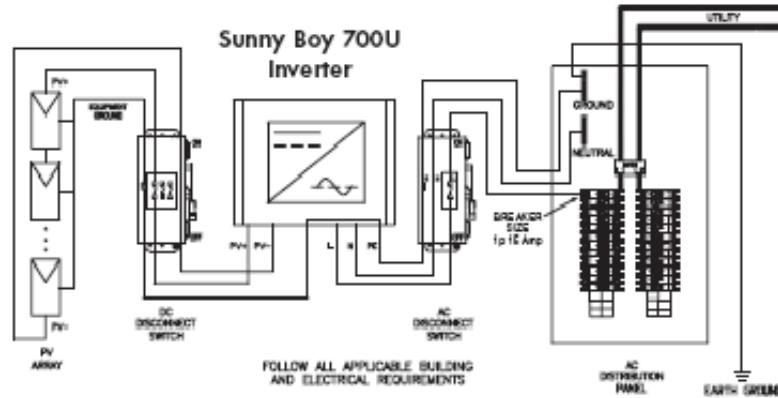 Sunny Boy 700U
Inverter
UTILITY
PV+
EQUIPMENT
GROUND
GROUND
NEUTRAL
BREAKER
SIZE
1p 15 Amp
OFF
PV+
PV-
L
N
PE
DC
DISCONNECT
SWITCH
AC
DISCONNECT
SWITCH
PV
ARRAY
FOLLOW ALL APPLICABLE BUILDING
AND ELECTRICAL REQUIREMENTS
AC
DISTRIBUTION
PANEL
EARTH GROUND